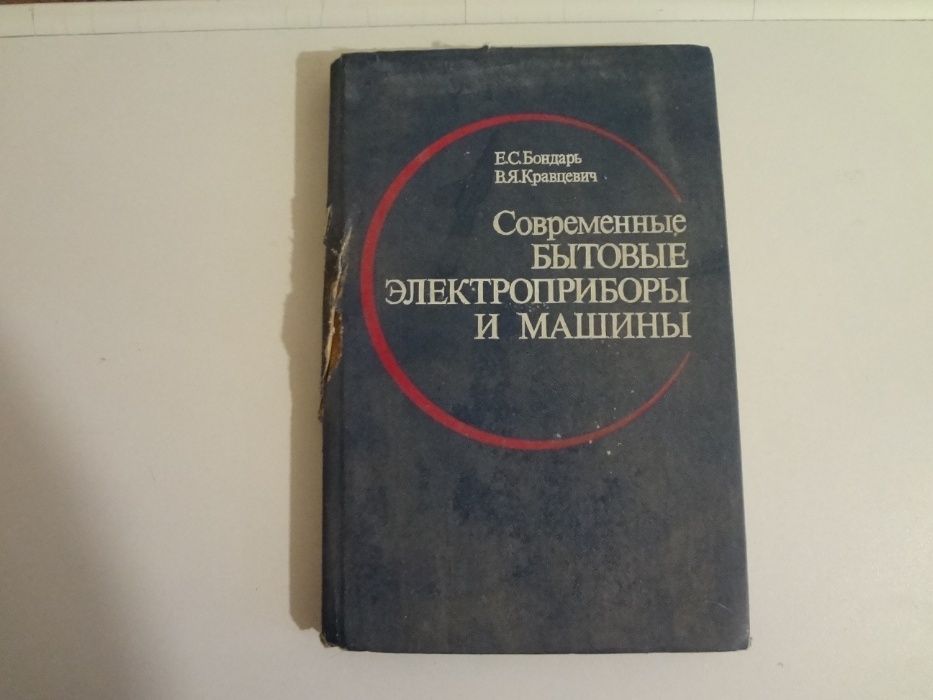 Е.С.Бондарь
В.Я.Кравцевич
Современные
БЫТОВЫЕ
ЭЛЕКТРОПРИБОРЫ
И МАШИНЫ